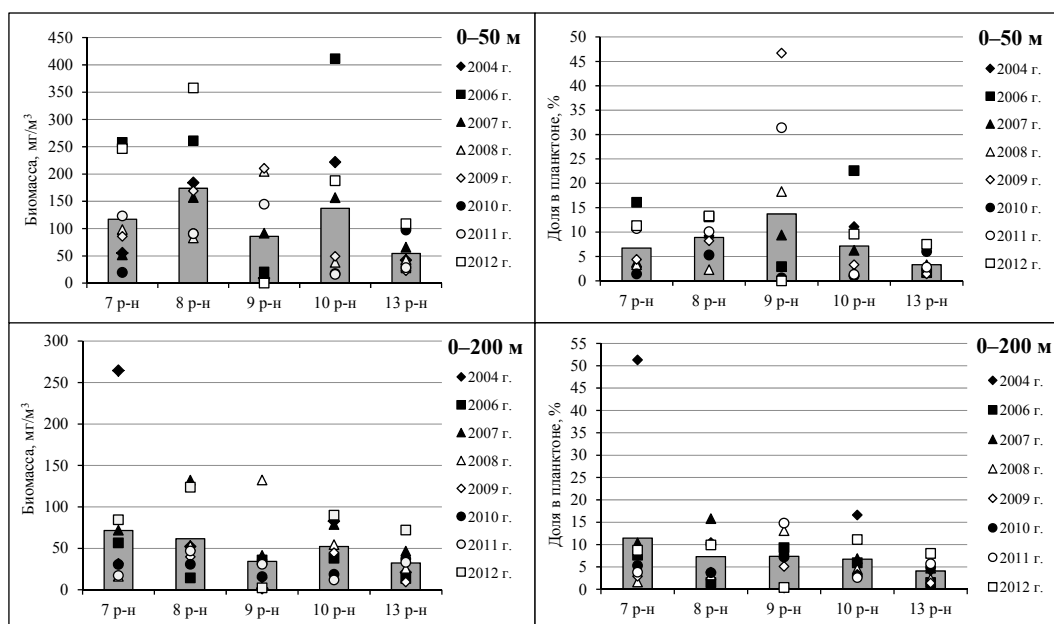 0–50 м
Биомасса, мг/м³
450
400
350
300
250
200
150
100
50
0
7 р-н 8 р-н 9 р-н 10 р-н 13 р-н
2004 г.
2006 г.
2007 г.
2008 г.
2009 г.
2010 г.
2011 г.
2012 г.
0–50 м
Доля в планктоне, %
50
45
40
35
30
25
20
15
10
5
0
7 р-н 8 р-н 9 р-н 10 р-н 13 р-н
2004 г.
2006 г.
2007 г.
2008 г.
2009 г.
2010 г.
2011 г.
2012 г.
0–200 м
Биомасса, мг/м³
300
250
200
150
100
50
0
7 р-н 8 р-н 9 р-н 10 р-н 13 р-н
2004 г.
2006 г.
2007 г.
2008 г.
2009 г.
2010 г.
2011 г.
2012 г.
0–200 м
Доля в планктоне, %
55
50
45
40
35
30
25
20
15
10
5
0
7 р-н 8 р-н 9 р-н 10 р-н 13 р-н
2004 г.
2006 г.
2007 г.
2008 г.
2009 г.
2010 г.
2011 г.
2012 г.